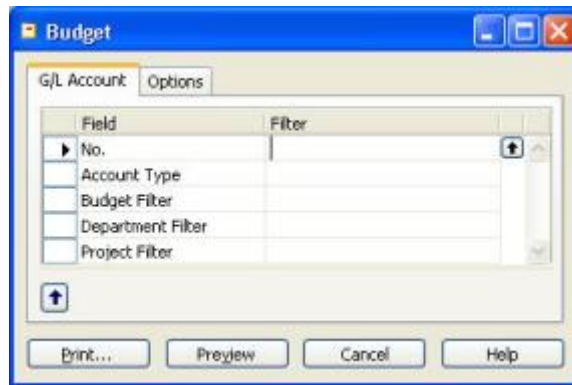 Budget
G/L Account Options
Field Filter
No.
Account Type
Budget Filter
Department Filter
Project Filter
Print... Preview Cancel Help